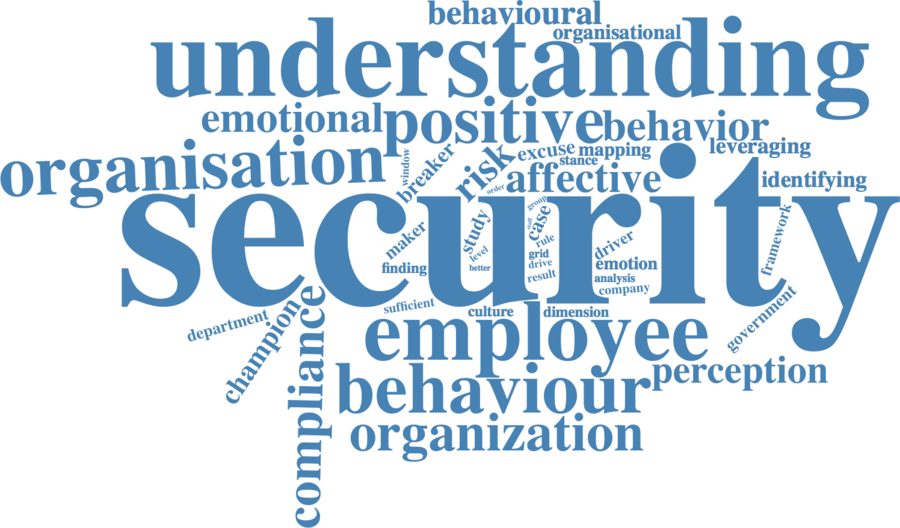 behavioural
organisational
understanding
emotional
positive
behavior
organisation
window
breaker
risk
excuse
mapping
leveraging
stance
order
affective
identifying
security
maker
study
group
staff
case
rule
driver
framework
level
grid
finding
better
drive
emotion
result
analysis
company
sufficient
culture
dimension
government
department
champion
compliance
employee
perception
behaviour
organization